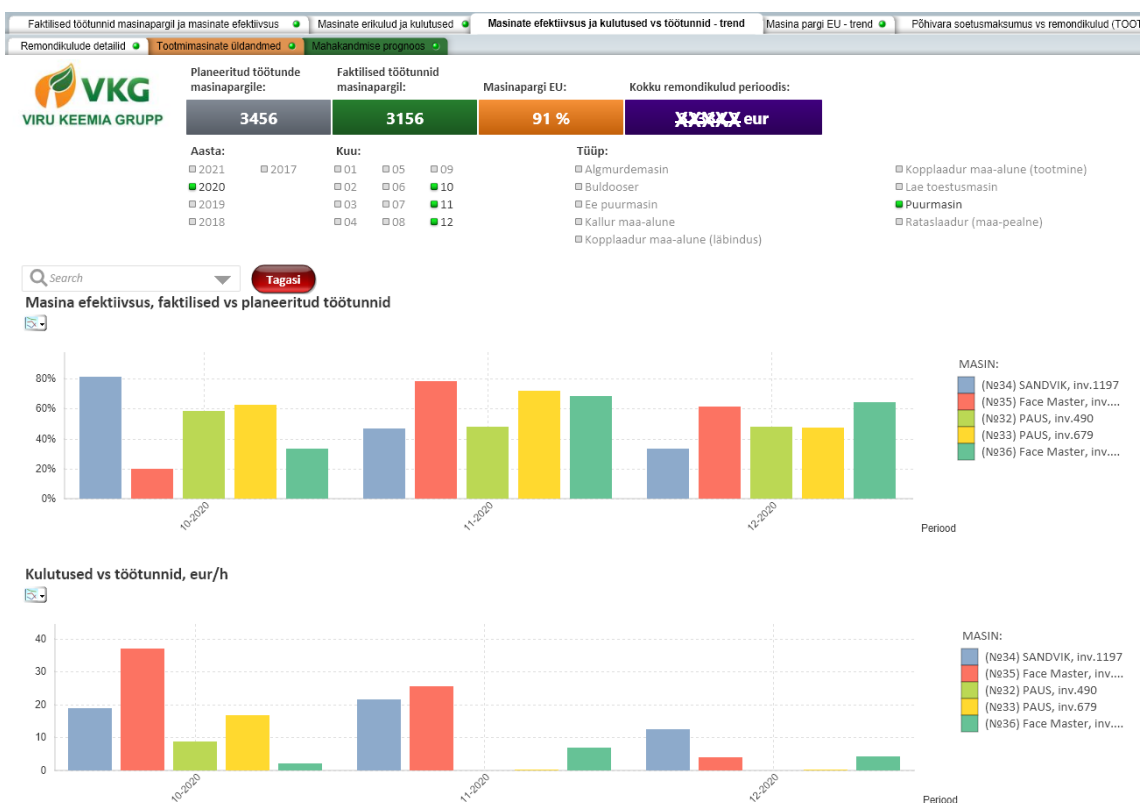 Faktilised töötunnid masinapargil ja masinate efektiivsus
Masinate erikulud ja kulutused
Masinate efektiivsus ja kulutused vs töötunnid - trend
Masina pargi EU - trend
Põhivara soetusmaksumus vs remondikulud (TOOT
Remondikulude detailid
Tootmimasinate üldandmed
Mahakandmise prognoos
VKG
VIRU KEEMIA GRUPP
Planeeritud töötunde
masinapargile:
3456
Faktilised töötunnid
masinapargil:
3156
Masinapargi EU:
91 %
Kokku remondikulud perioodis:
eur
Aasta:
2021 2017
2020
2019
2018
Kuu:
01 05 09
02 06 10
03 07 11
04 08 12
Tüüp:
Algmurdemasin
Buldooser
Ee puurmasin
Kallur maa-alune
Kopplaadur maa-alune (läbindus)
Kopplaadur maa-alune (tootmine)
Lae toestusmasin
Puurmasin
Rataslaadur (maa-pealne)
Search
Tagasi
Masina efektiivsus, faktilised vs planeeritud töötunnid
80%
60%
40%
20%
0%
10-2020
11-2020
12-2020
Periood
MASIN:
(№34) SANDVIK, inv.1197
(№35) Face Master, inv....
(№32) PAUS, inv.490
(№33) PAUS, inv.679
(№36) Face Master, inv....
Kulutused vs töötunnid, eur/h
40
30
20
10
0
10-2020
11-2020
12-2020
Periood
MASIN:
(№34) SANDVIK, inv.1197
(№35) Face Master, inv....
(№32) PAUS, inv.490
(№33) PAUS, inv.679
(№36) Face Master, inv....